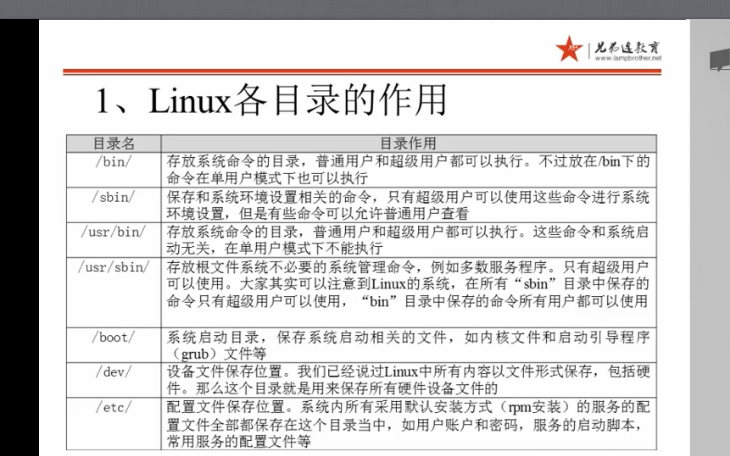 兄弟连教育
www.lampbrother.net
1、Linux各目录的作用
目录名 目录作用
/bin/ 存放系统命令的目录，普通用户和超级用户都可以执行。不过放在/bin下的
命令在单用户模式下也可以执行
/sbin/ 保存和系统环境设置相关的命令，只有超级用户可以使用这些命令进行系统
环境设置，但是有些命令可以允许普通用户查看
/usr/bin/ 存放系统命令的目录，普通用户和超级用户都可以执行。这些命令和系统启
动无关，在单用户模式下不能执行
/usr/sbin/ 存放根文件系统不必要的系统管理命令，例如多数服务程序。只有超级用户
可以使用。大家其实可以注意到Linux的系统，在所有“sbin”目录中保存的
命令只有超级用户可以使用，“bin”目录中保存的命令所有用户都可以使用
/boot/ 系统启动目录，保存系统启动相关的文件，如内核文件和启动引导程序
（grub）文件等
/dev/ 设备文件保存位置。我们已经说过Linux中所有内容以文件形式保存，包括硬
件。那么这个目录就是用来保存所有硬件设备文件的
/etc/ 配置文件保存位置。系统内所有采用默认安装方式（rpm安装）的服务的配
置文件全部都保存在这个目录当中，如用户账户和密码，服务的启动脚本，
常用服务的配置文件等